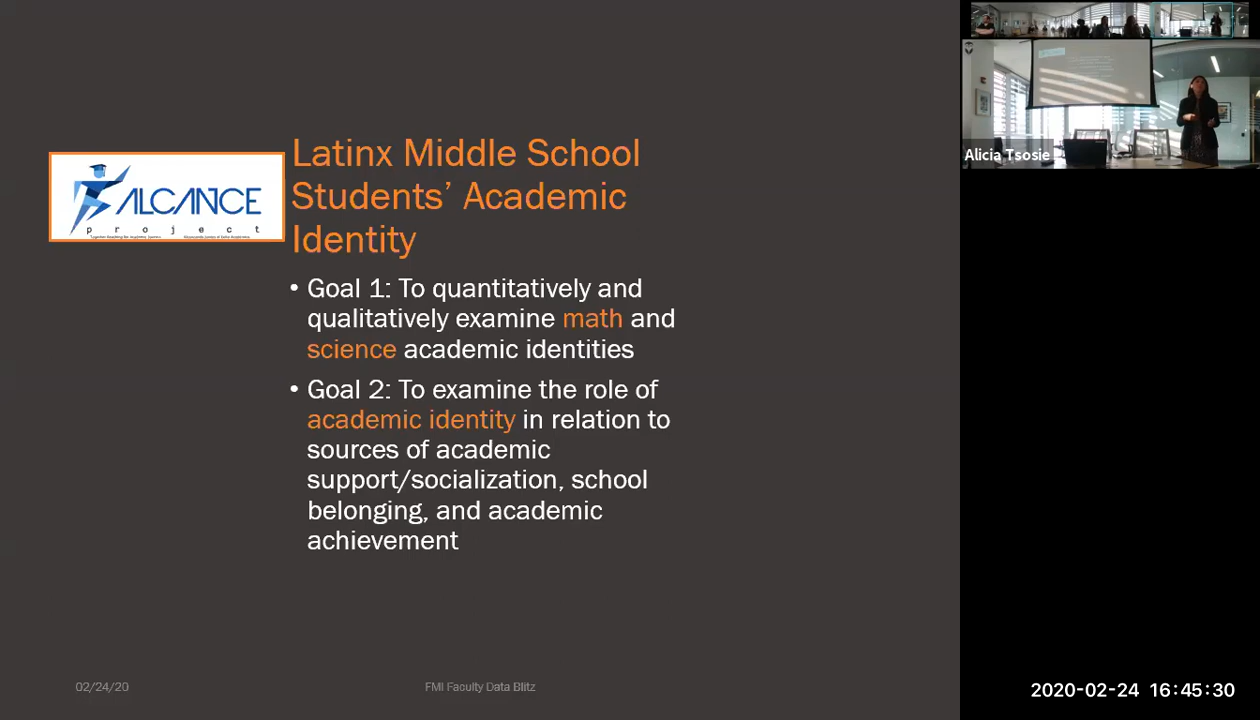 ALCANCE
project
Latinx Middle School
Students’ Academic
Identity
• Goal 1: To quantitatively and
qualitatively examine math and
science academic identities
• Goal 2: To examine the role of
academic identity in relation to
sources of academic
support/socialization, school
belonging, and academic
achievement
02/24/20
FMI Faculty Data Blitz
Alicia Tsosie
2020-02-24 16:45:30